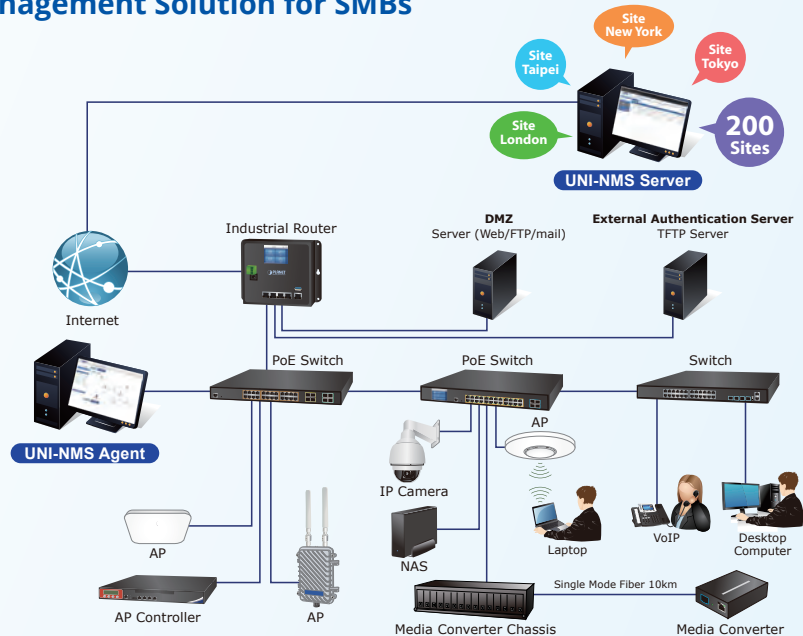 nagement Solution for SMBs
Site
New York
Site
Taipei
Site
Tokyo
Site
London
200
Sites
UNI-NMS Server
Industrial Router
DMZ
Server (Web/FTP/mail)
External Authentication Server
TFTP Server
PLANET
Internet
PoE Switch
PoE Switch
Switch
UNI-NMS Agent
AP
IP Camera
AP
NAS
Laptop
VoIP
Desktop
Computer
AP Controller
AP
Single Mode Fiber 10km
Media Converter Chassis
Media Converter